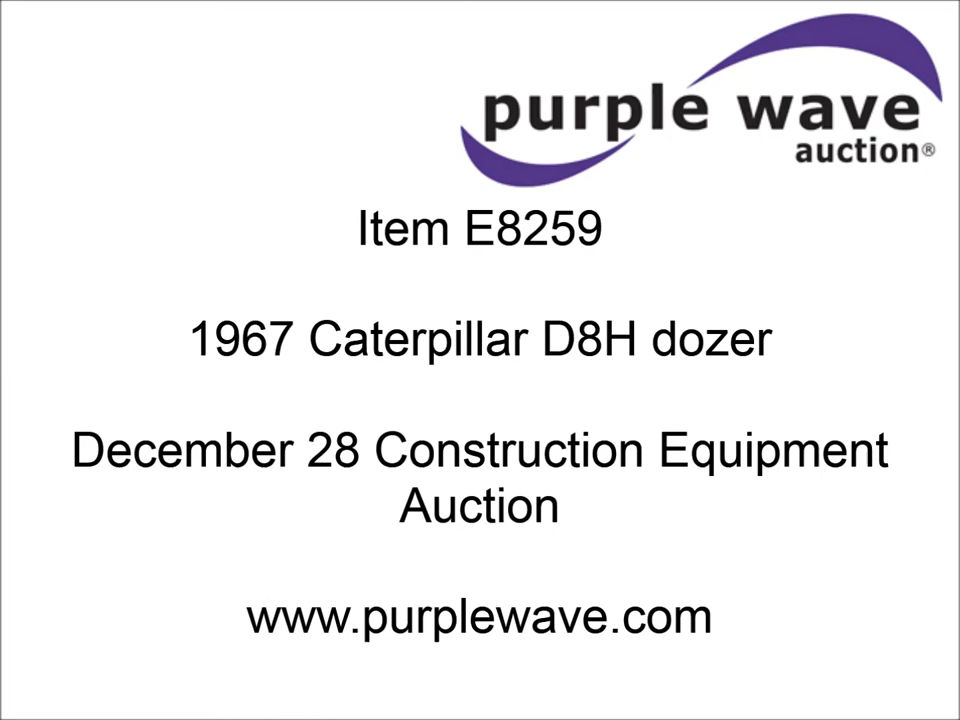 purple wave
auction®
Item E8259
1967 Caterpillar D8H dozer
December 28 Construction Equipment
Auction
www.purplewave.com